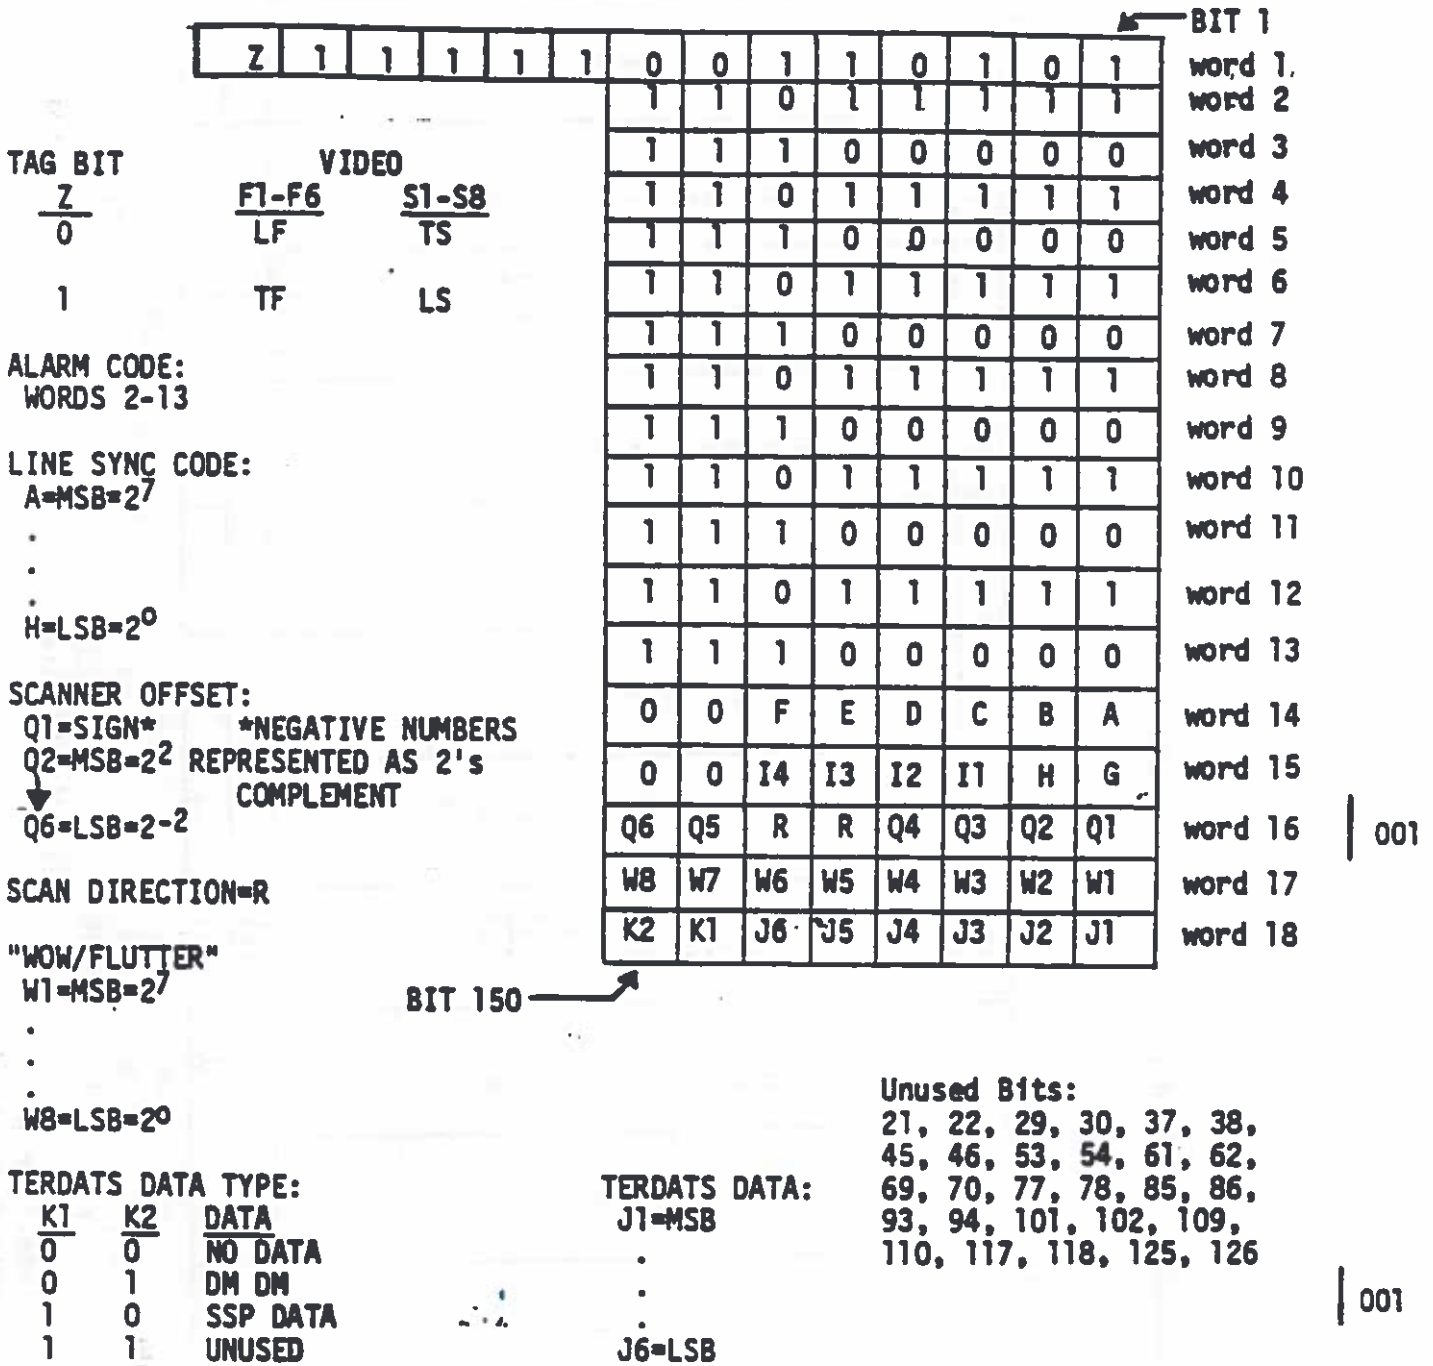 BIT 1
Z 1 1 1 1 1 0 0 1 1 0 1 0 1 word 1.
1 1 0 1 1 1 1 1 word 2
1 1 1 0 0 0 0 0 word 3
1 1 0 1 1 1 1 1 word 4
1 1 1 0 0 0 0 0 word 5
1 1 0 1 1 1 1 1 word 6
1 1 1 0 0 0 0 0 word 7
1 1 0 1 1 1 1 1 word 8
1 1 1 0 0 0 0 0 word 9
1 1 0 1 1 1 1 1 word 10
1 1 1 0 0 0 0 0 word 11
1 1 0 1 1 1 1 1 word 12
1 1 1 0 0 0 0 0 word 13
0 0 F E D C B A word 14
0 0 I4 I3 I2 I1 H G word 15
Q6 Q5 R R Q4 Q3 Q2 Q1 word 16
001
W8 W7 W6 W5 W4 W3 W2 W1 word 17
K2 K1 J6 J5 J4 J3 J2 J1 word 18
BIT 150
TAG BIT VIDEO
Z F1-F6 S1-S8
0 LF TS
1 TF LS
ALARM CODE:
WORDS 2-13
LINE SYNC CODE:
A=MSB=2⁷
.
.
.
H=LSB=2⁰
SCANNER OFFSET:
Q1=SIGN* *NEGATIVE NUMBERS
Q2=MSB=2² REPRESENTED AS 2's
COMPLEMENT
Q6=LSB=2⁻²
SCAN DIRECTION=R
"WOW/FLUTTER"
W1=MSB=2⁷
.
.
.
W8=LSB=2⁰
TERDATS DATA TYPE:
K1 K2 DATA
0 0 NO DATA
0 1 DM DM
1 0 SSP DATA
1 1 UNUSED
TERDATS DATA:
J1=MSB
.
.
.
J6=LSB
Unused Bits:
21, 22, 29, 30, 37, 38,
45, 46, 53, 54, 61, 62,
69, 70, 77, 78, 85, 86,
93, 94, 101, 102, 109,
110, 117, 118, 125, 126
001